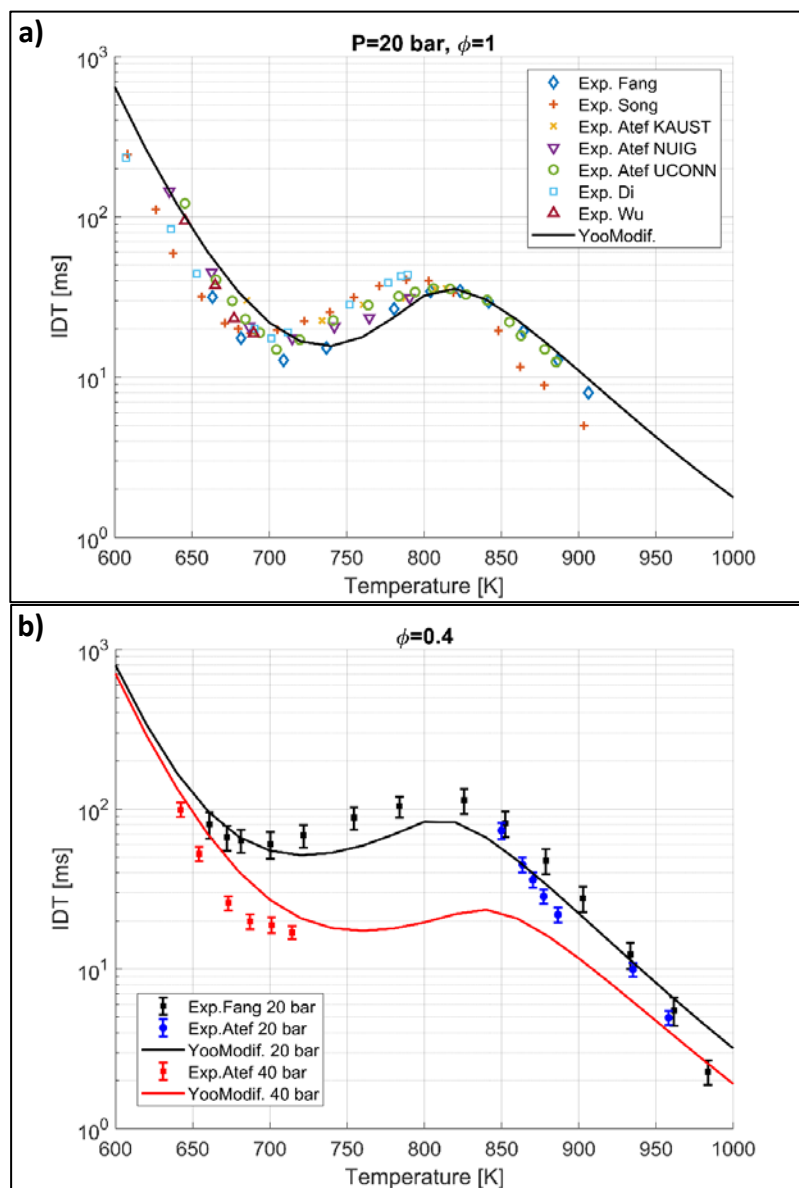 a)
P=20 bar, ϕ=1
Exp. Fang
Exp. Song
Exp. Atef KAUST
Exp. Atef NUIG
Exp. Atef UCONN
Exp. Di
Exp. Wu
YooModif.
10³
10²
10¹
10⁰
IDT [ms]
600 650 700 750 800 850 900 950 1000
Temperature [K]
b)
ϕ=0.4
10³
10²
10¹
10⁰
IDT [ms]
Exp.Fang 20 bar
Exp.Atef 20 bar
YooModif. 20 bar
Exp.Atef 40 bar
YooModif. 40 bar
600 650 700 750 800 850 900 950 1000
Temperature [K]